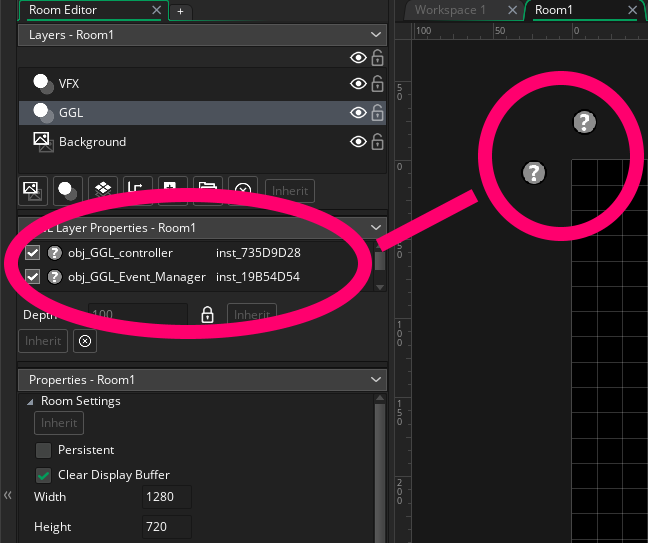 Room Editor
Workspace 1
Room1
Layers - Room1
100
50
0
VFX
GGL
Background
50
0
50
100
150
200
Inherit
Layer Properties - Room1
obj_GGL_controller inst_735D9D28
obj_GGL_Event_Manager inst_19B54D54
100
Inherit
Inherit
Properties - Room1
Room Settings
Inherit
Persistent
Clear Display Buffer
Width 1280
Height 720